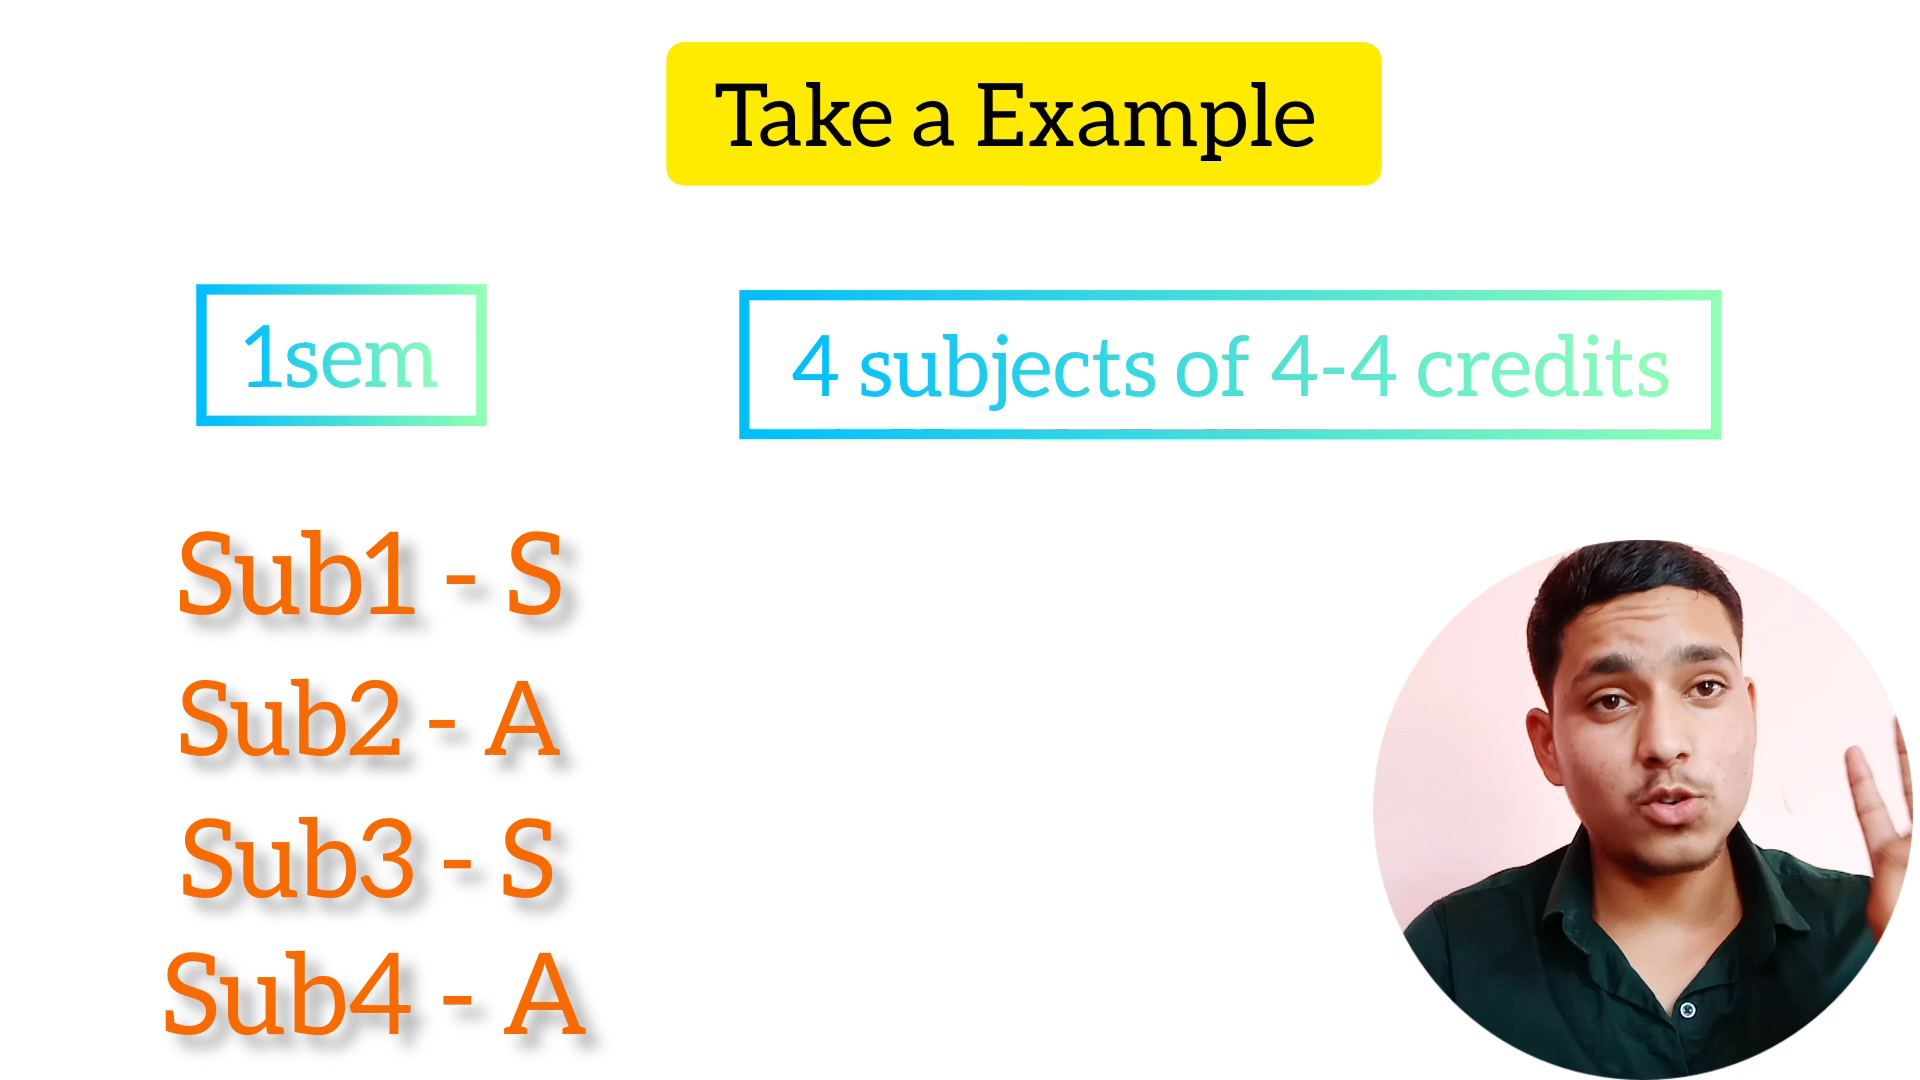 Take a Example
1sem
4 subjects of 4-4 credits
Sub1 - S
Sub2 - A
Sub3 - S
Sub4 - A